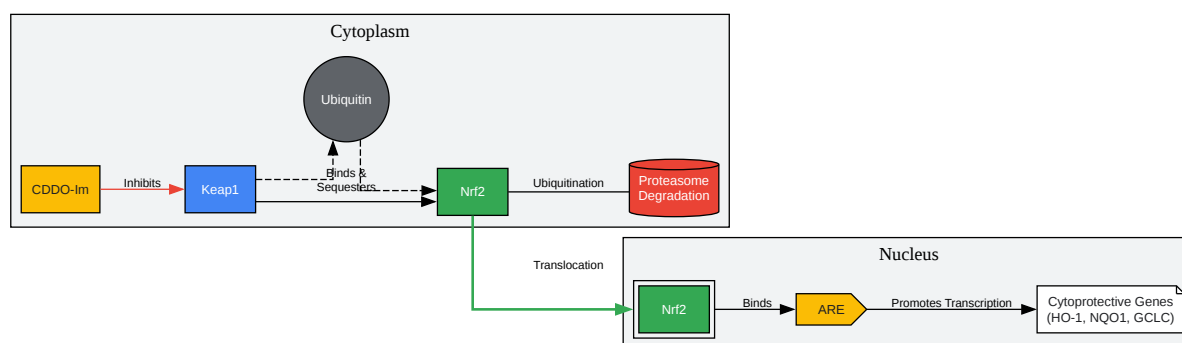 Cytoplasm
Ubiquitin
CDDO-Im
Inhibits
Keap1
Binds &
Sequesters
Nrf2
Ubiquitination
Proteasome
Degradation
Translocation
Nucleus
Nrf2
Binds
ARE
Promotes Transcription
Cytoprotective Genes
(HO-1, NQO1, GCLC)